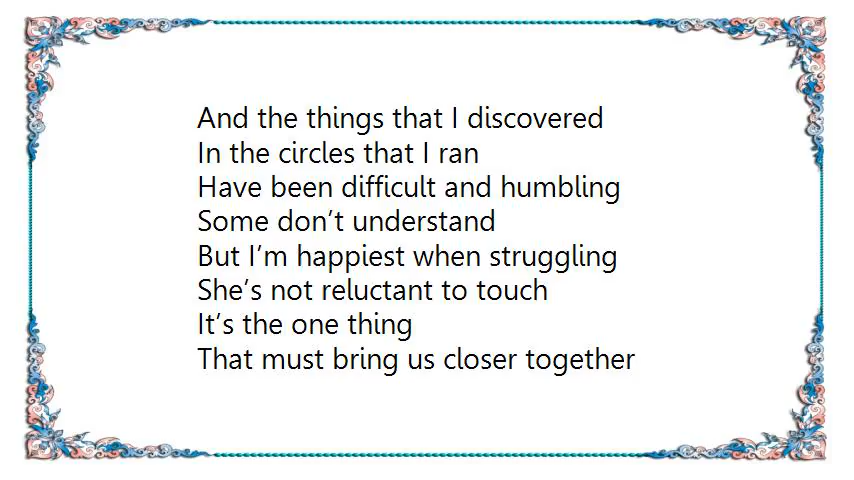 And the things that I discovered
In the circles that I ran
Have been difficult and humbling
Some don’t understand
But I’m happiest when struggling
She’s not reluctant to touch
It’s the one thing
That must bring us closer together